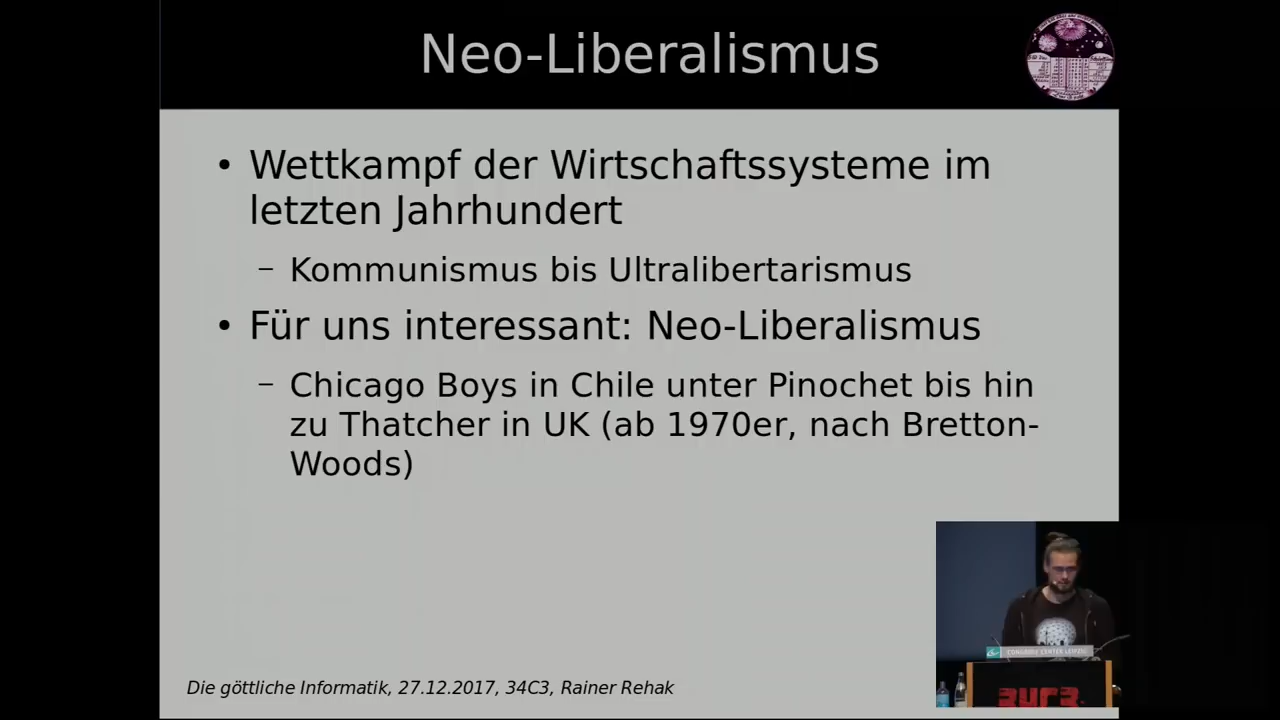 Neo-Liberalismus
• Wettkampf der Wirtschaftssysteme im
letzten Jahrhundert
– Kommunismus bis Ultralibertarismus
• Für uns interessant: Neo-Liberalismus
– Chicago Boys in Chile unter Pinochet bis hin
zu Thatcher in UK (ab 1970er, nach Bretton-
Woods)
CONGRESS CENTER LEIPZIG
Die göttliche Informatik, 27.12.2017, 34C3, Rainer Rehak